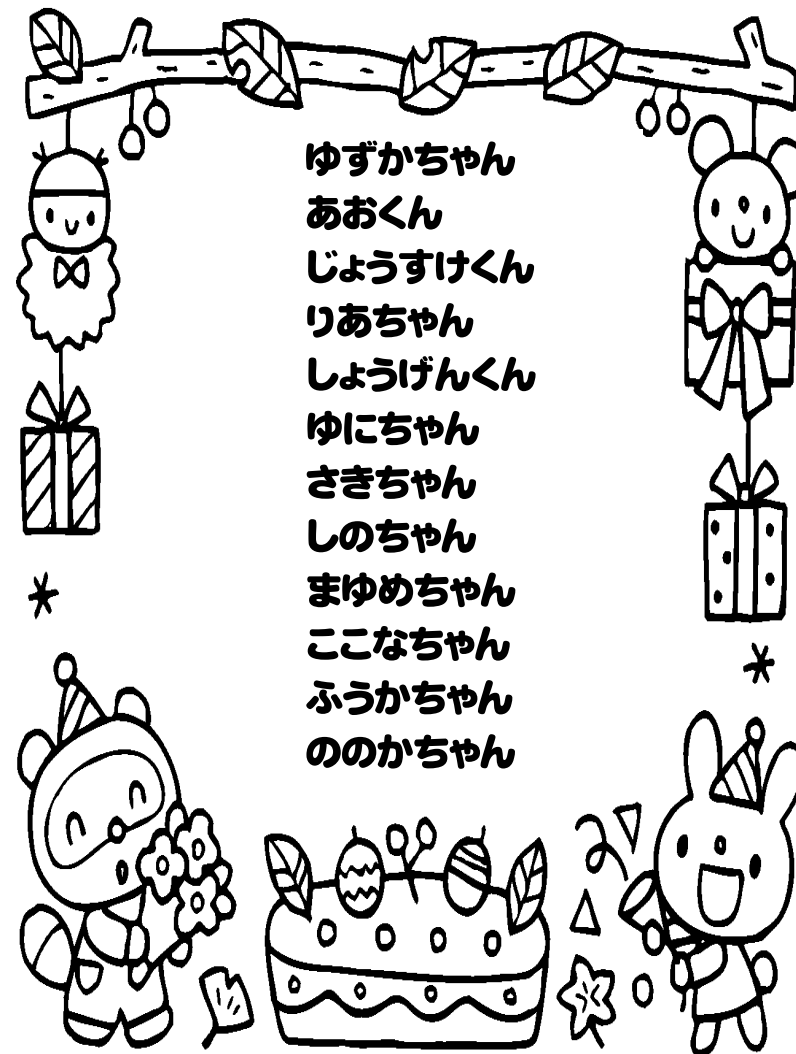 ゆずかちゃん
あおくん
じょうすけくん
りあちゃん
しょうげんくん
ゆにちゃん
さきちゃん
しのちゃん
まゆめちゃん
ここなちゃん
ふうかちゃん
ののかちゃん